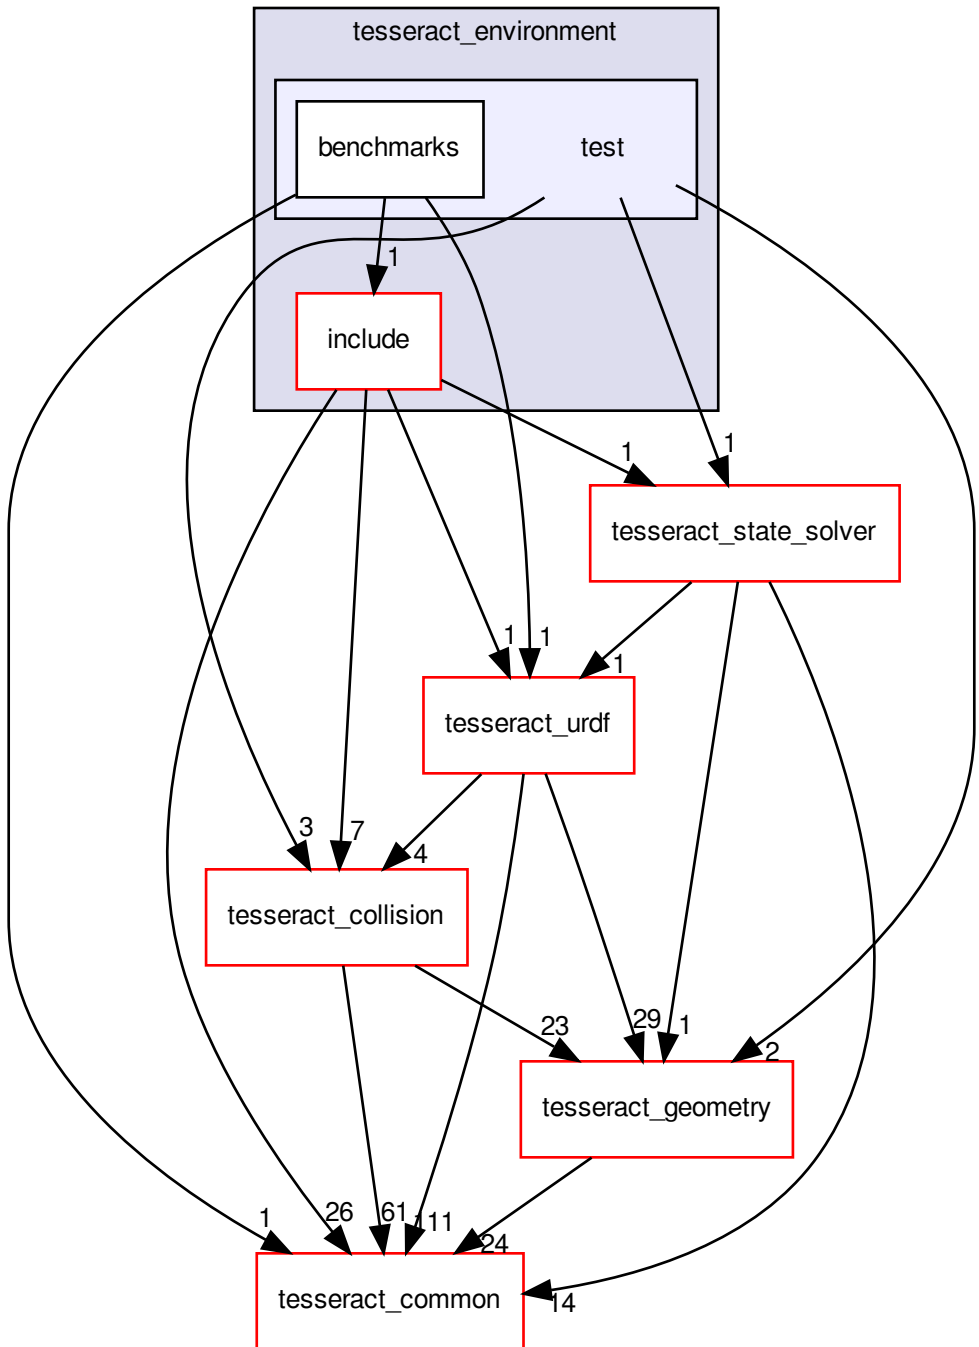 tesseract_environment
benchmarks
test
1
include
1
1
tesseract_state_solver
1
1
1
tesseract_urdf
3
7
4
tesseract_collision
23
29
1
2
tesseract_geometry
1
26
61
111
24
tesseract_common
14